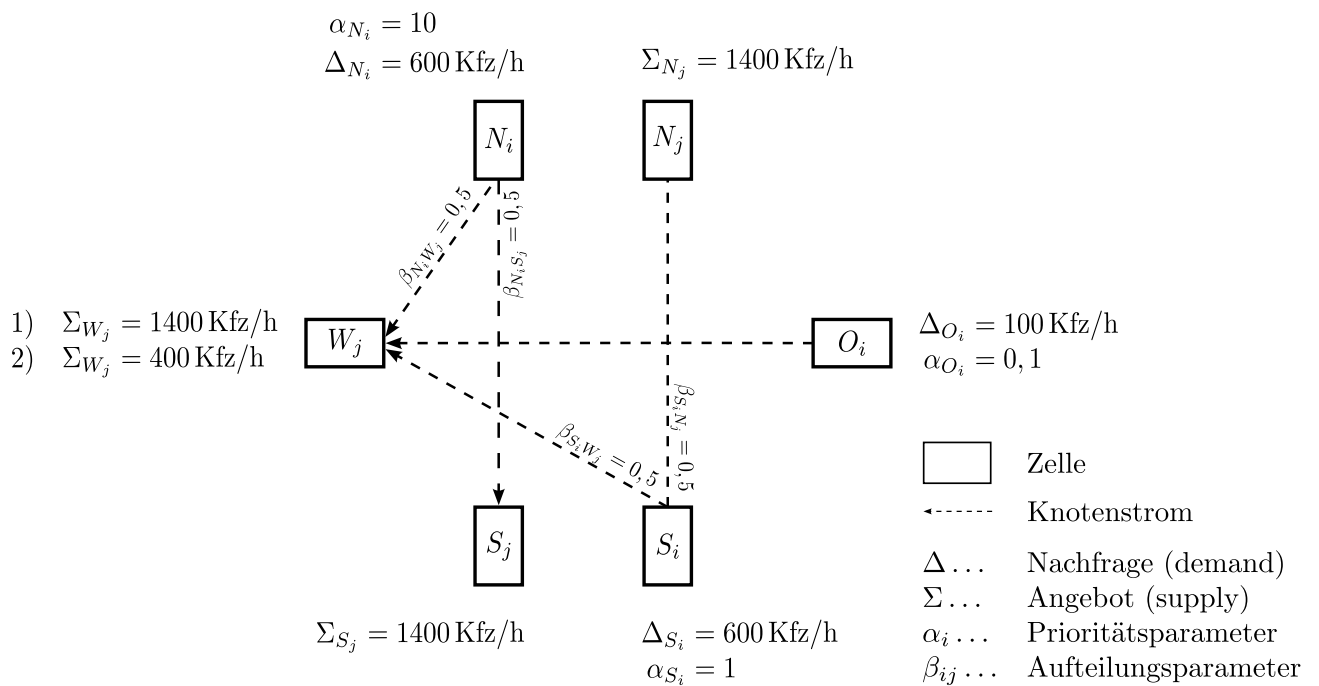 α_{N_i} = 10
Δ_{N_i} = 600 Kfz/h
Σ_{N_j} = 1400 Kfz/h
N_i
N_j
β_{N_iW_j} = 0,5
β_{N_iS_j} = 0,5
1) Σ_{W_j} = 1400 Kfz/h
2) Σ_{W_j} = 400 Kfz/h
W_j
O_i
Δ_{O_i} = 100 Kfz/h
α_{O_i} = 0,1
β_{S_iN_j} = 0,5
β_{S_iW_j} = 0,5
S_j
S_i
Σ_{S_j} = 1400 Kfz/h
Δ_{S_i} = 600 Kfz/h
α_{S_i} = 1
Zelle
Knotenstrom
Δ... Nachfrage (demand)
Σ... Angebot (supply)
α_i... Prioritätsparameter
β_{ij}... Aufteilungsparameter